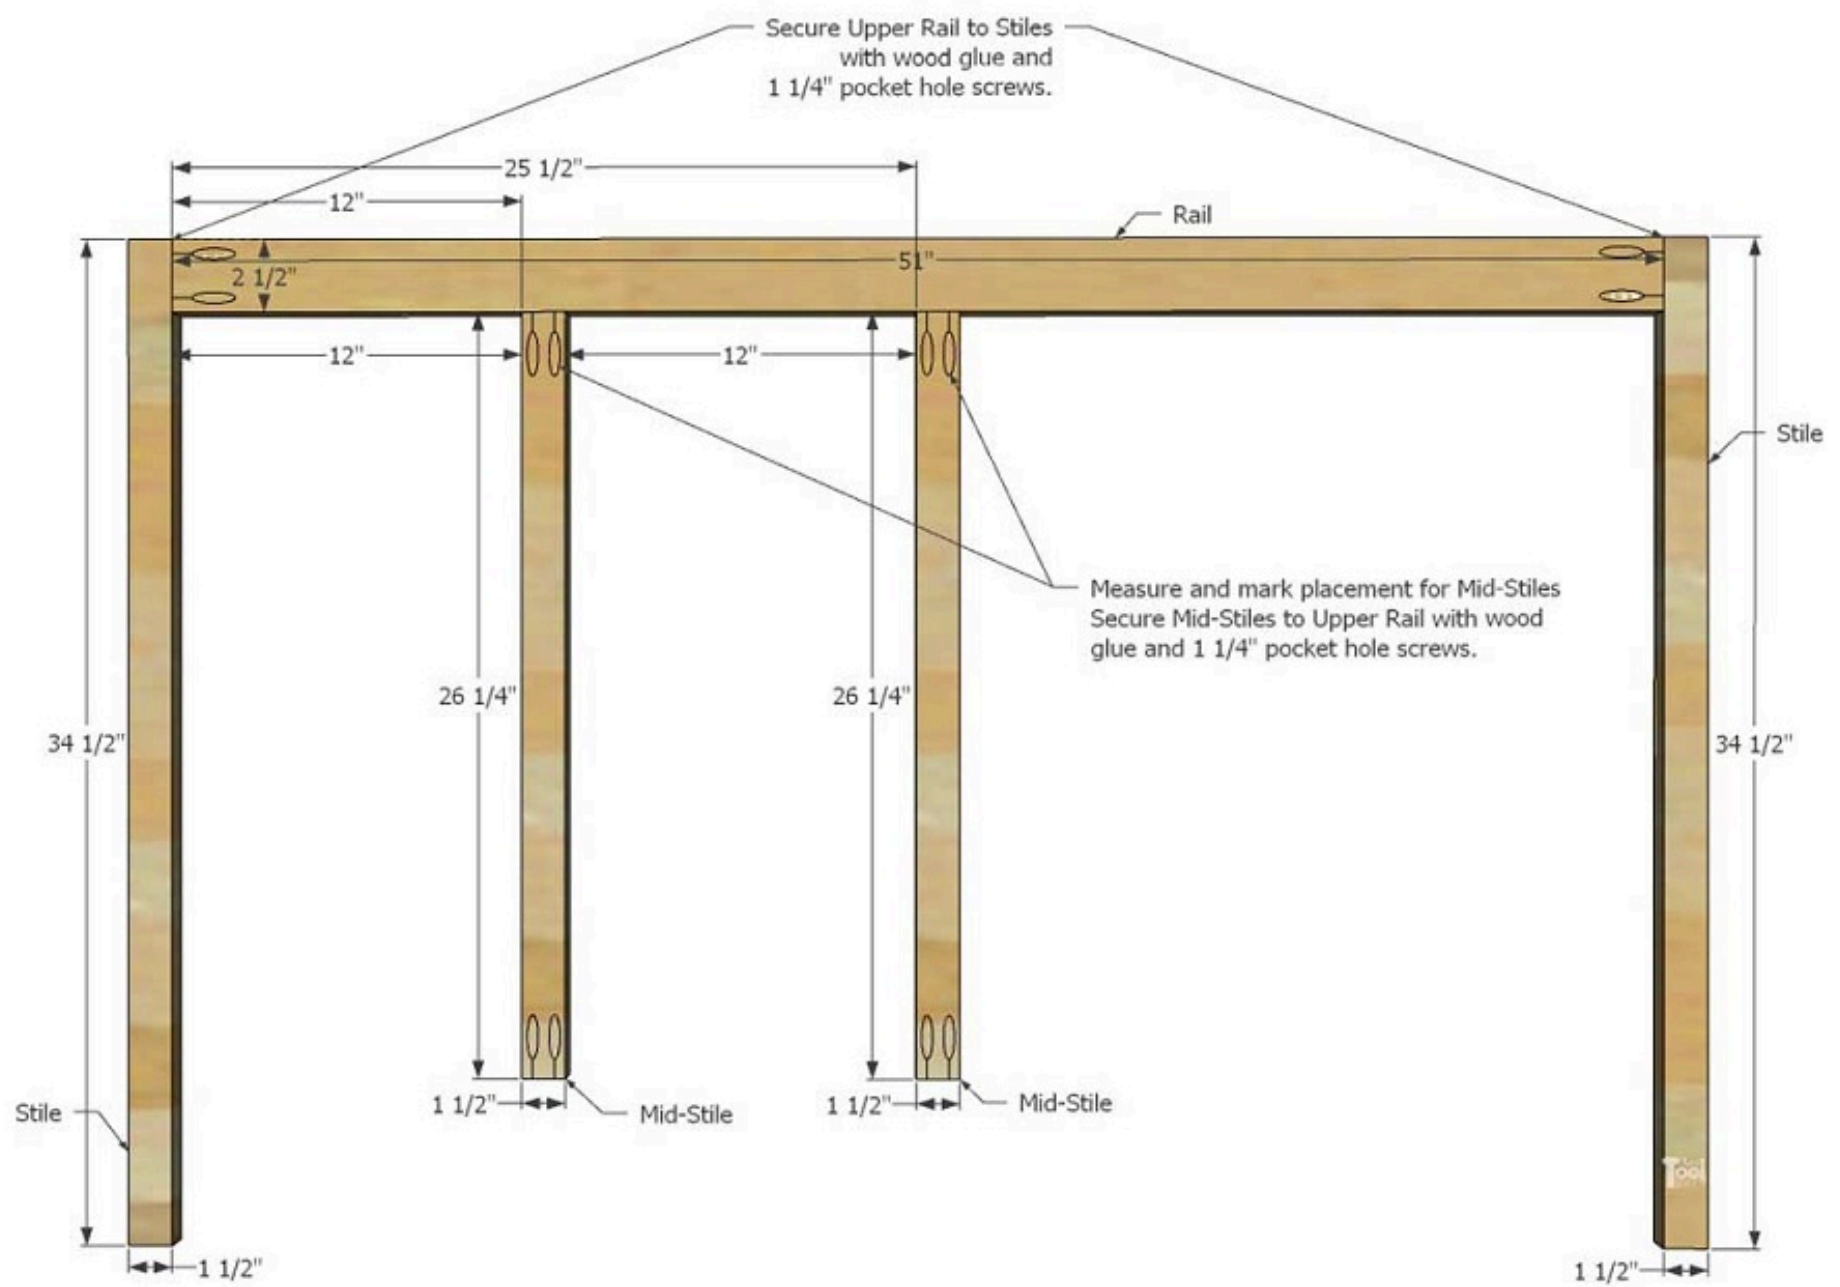 Secure Upper Rail to Stiles
with wood glue and
1 1/4" pocket hole screws.
25 1/2"
12"
Rail
51"
2 1/2"
12"
12"
Stile
Measure and mark placement for Mid-Stiles
Secure Mid-Stiles to Upper Rail with wood
glue and 1 1/4" pocket hole screws.
26 1/4"
26 1/4"
34 1/2"
34 1/2"
1 1/2"
1 1/2"
Mid-Stile
Mid-Stile
Stile
Tool
1 1/2"
1 1/2"